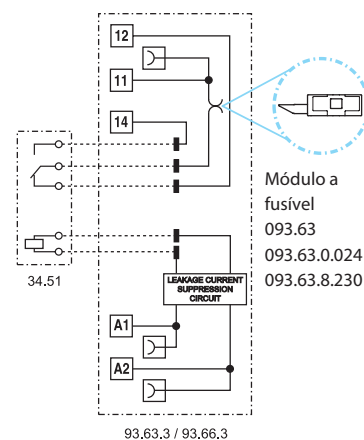 12
11
14
34.51
LEAKAGE CURRENT
SUPPRESSION
CIRCUIT
A1
A2
93.63.3 / 93.66.3
Módulo a
fusível
093.63
093.63.0.024
093.63.8.230